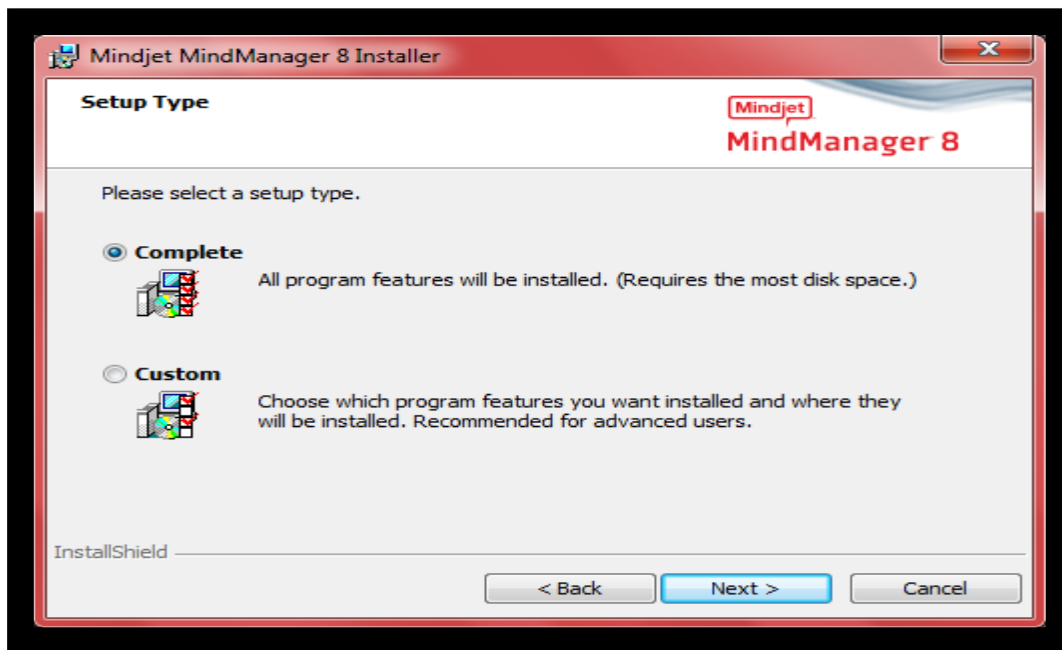 Mindjet MindManager 8 Installer
Setup Type
Mindjet
MindManager 8
Please select a setup type.
Complete
All program features will be installed. (Requires the most disk space.)
Custom
Choose which program features you want installed and where they
will be installed. Recommended for advanced users.
InstallShield
< Back
Next >
Cancel